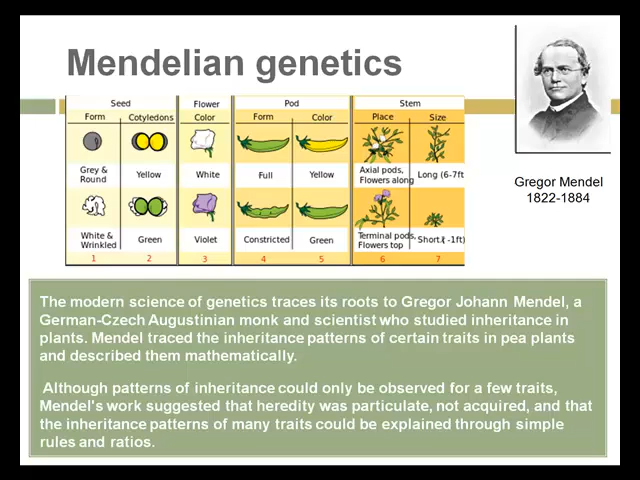 Mendelian genetics
Seed Flower Pod Stem
Form Cotyledons Color Form Color Place Size
Grey & Round Yellow White Full Yellow Axial pods, Flowers along Long (6-7ft
White & Wrinkled Green Violet Constricted Green Terminal pods, Flowers top Short
1 2 3 4 5 6 7
Gregor Mendel
1822-1884
The modern science of genetics traces its roots to Gregor Johann Mendel, a
German-Czech Augustinian monk and scientist who studied inheritance in
plants. Mendel traced the inheritance patterns of certain traits in pea plants
and described them mathematically.
Although patterns of inheritance could only be observed for a few traits,
Mendel's work suggested that heredity was particulate, not acquired, and that
the inheritance patterns of many traits could be explained through simple
rules and ratios.